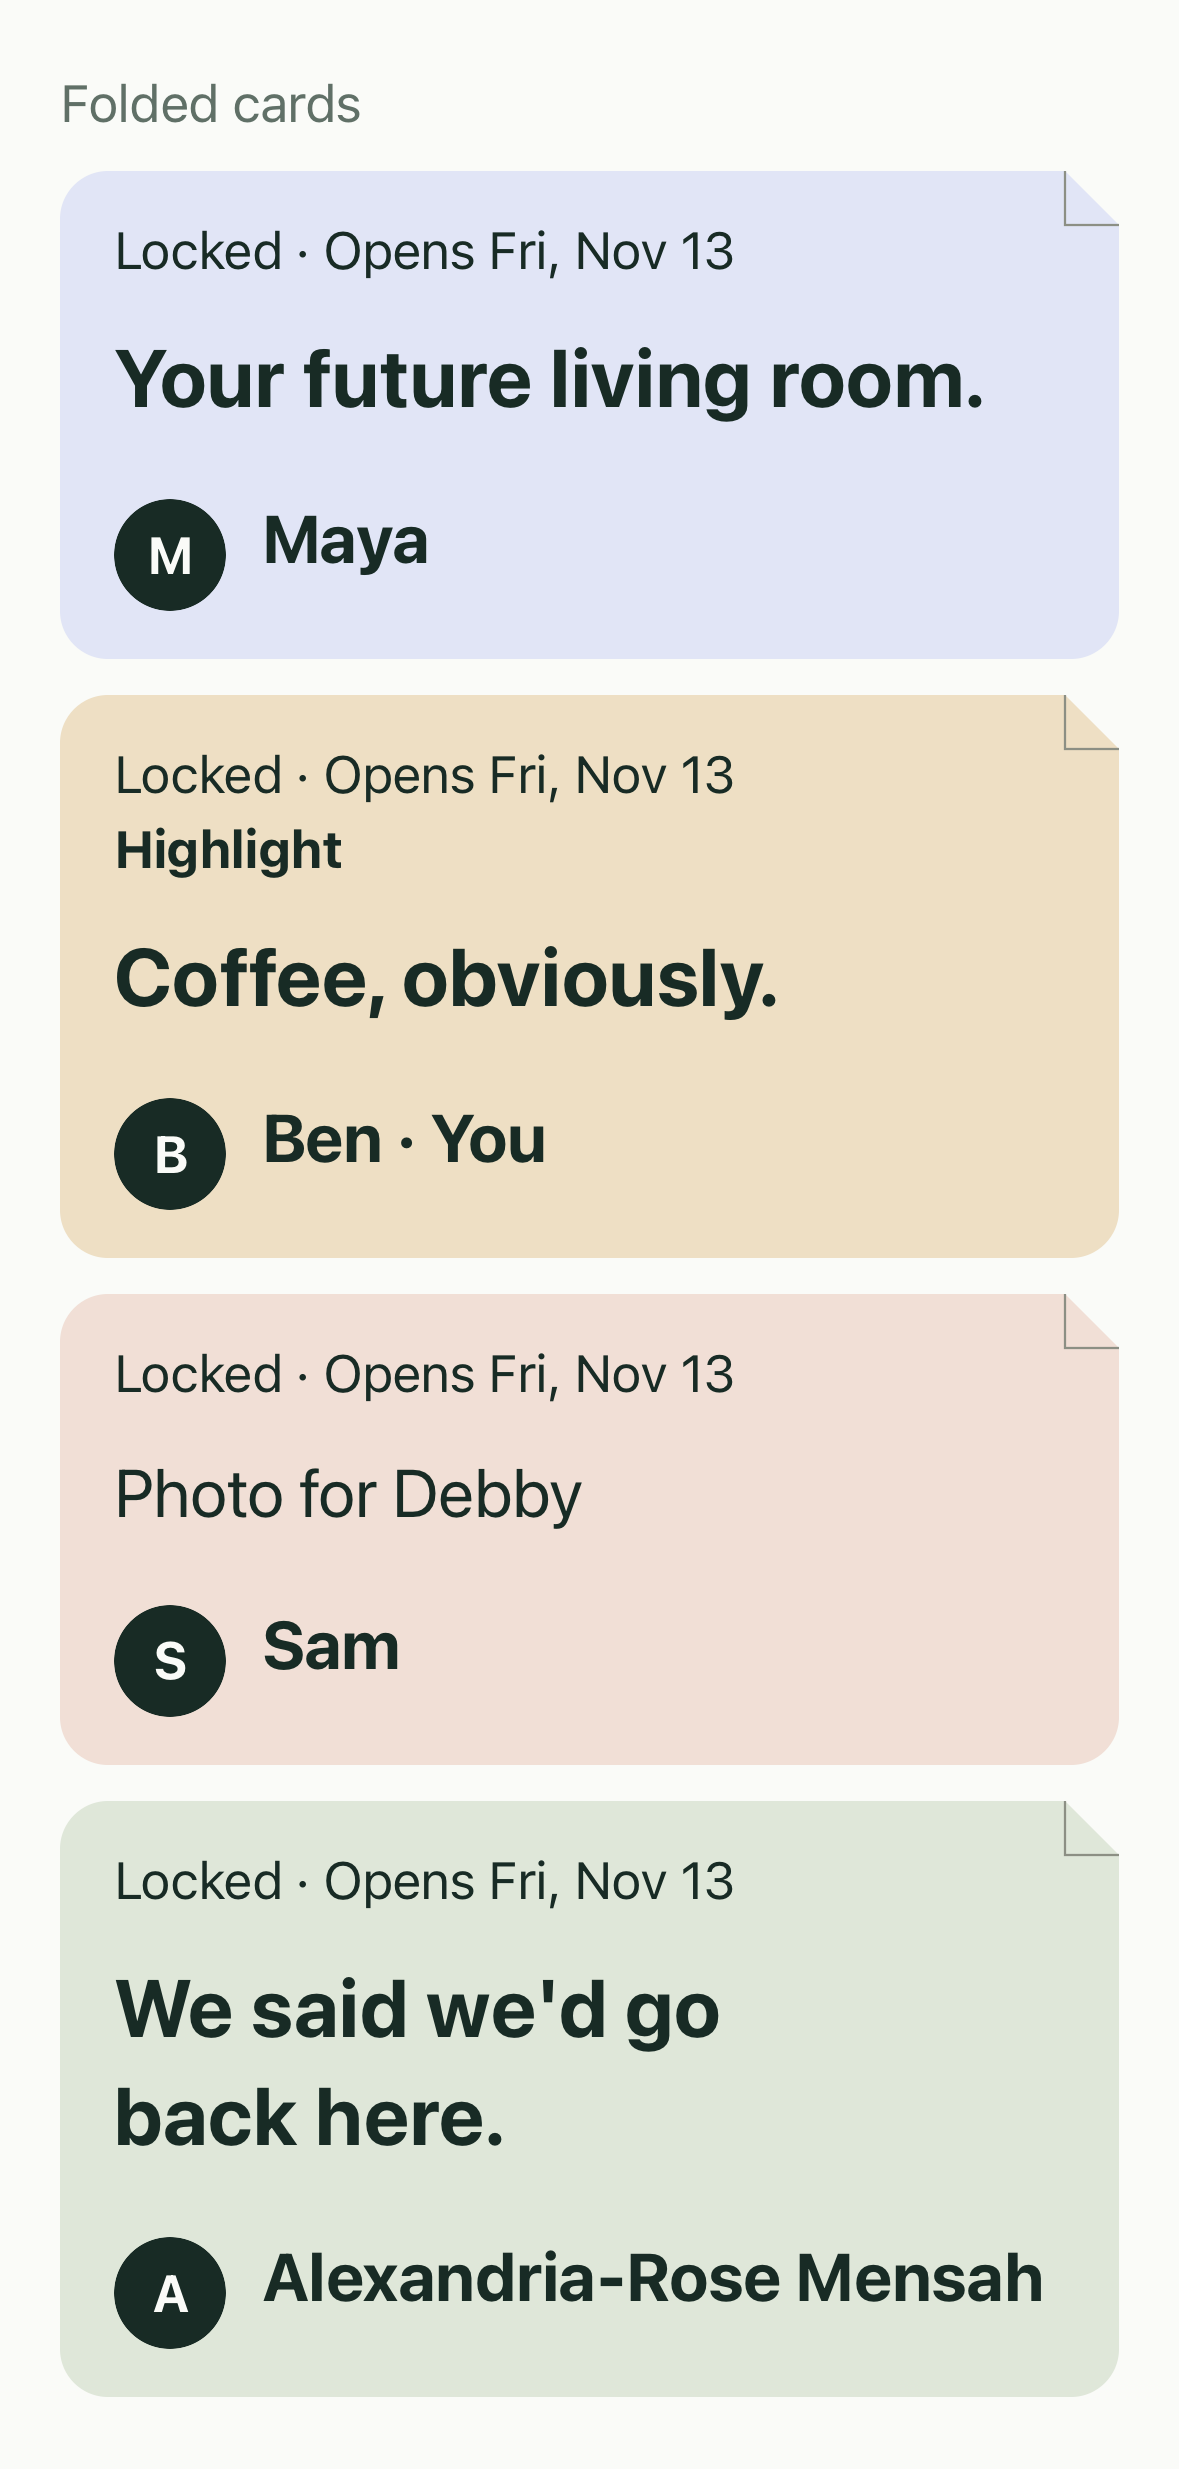 Folded cards
Locked · Opens Fri, Nov 13
Your future living room.
M
Maya
Locked · Opens Fri, Nov 13
Highlight
Coffee, obviously.
B
Ben · You
Locked · Opens Fri, Nov 13
Photo for Debby
S
Sam
Locked · Opens Fri, Nov 13
We said we'd go
back here.
A
Alexandria-Rose Mensah